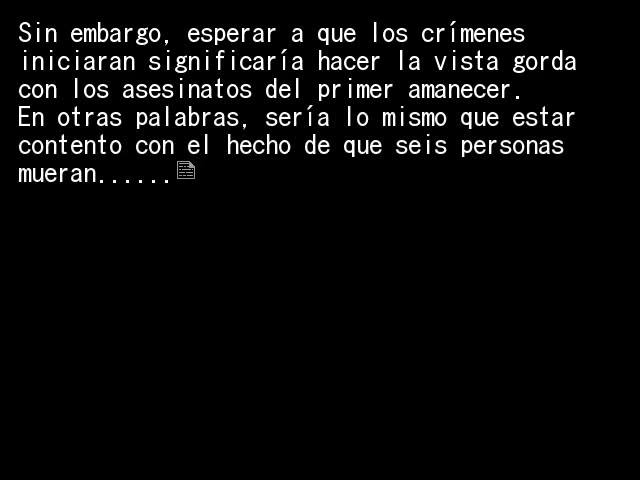 Sin embargo, esperar a que los crímenes
iniciaran significaría hacer la vista gorda
con los asesinatos del primer amanecer.
En otras palabras, sería lo mismo que estar
contento con el hecho de que seis personas
mueran......